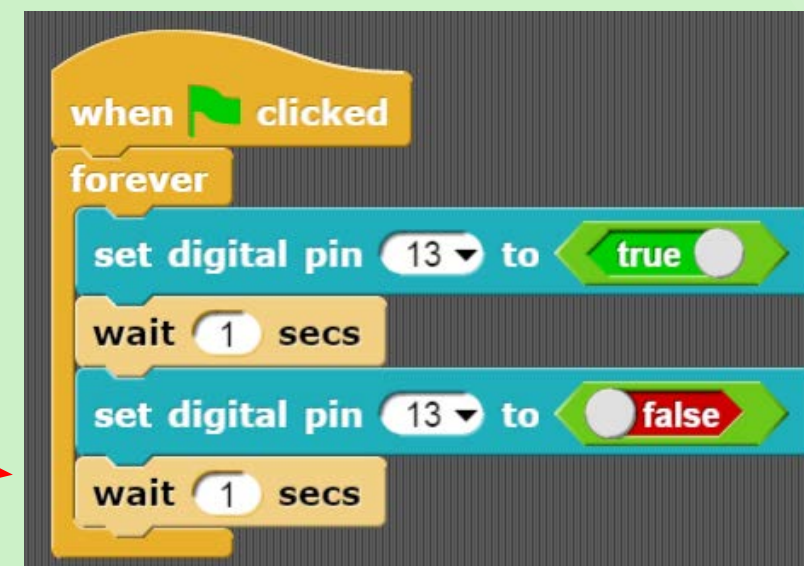 when clicked
forever
set digital pin 13 to true
wait 1 secs
set digital pin 13 to false
wait 1 secs